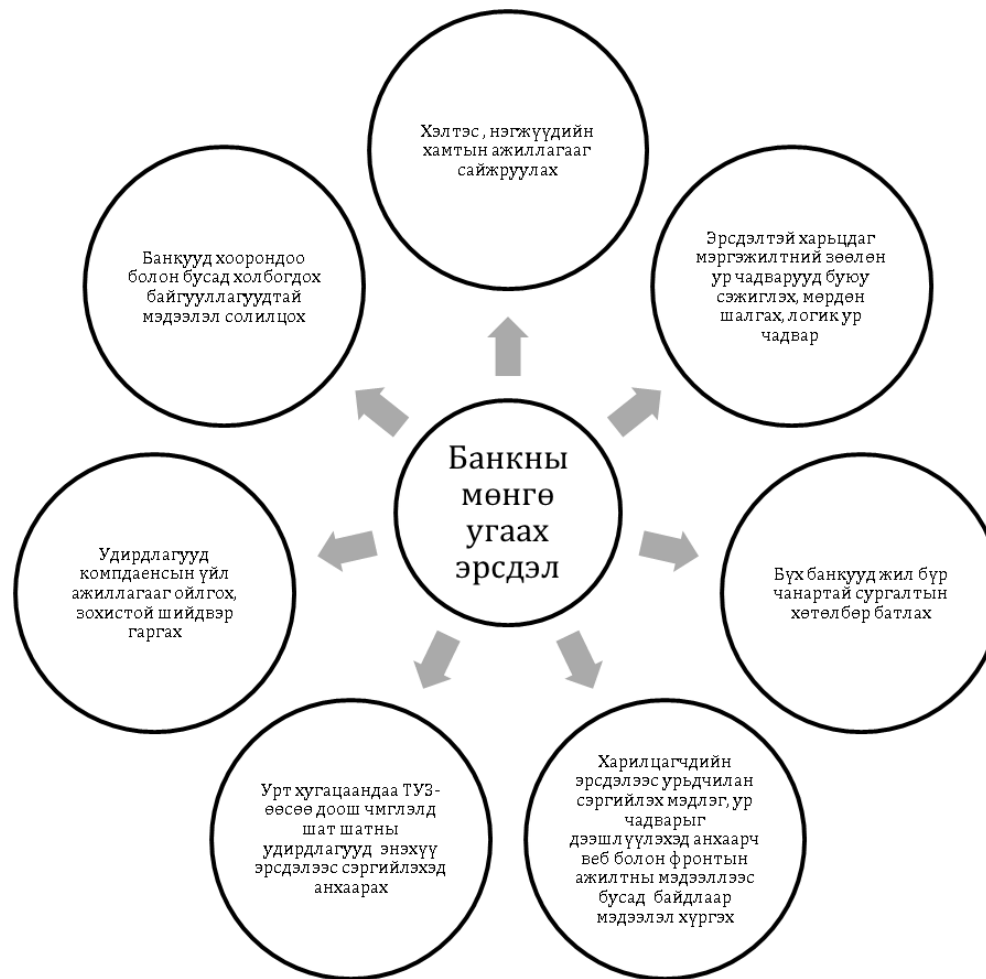 Хэлтэс , нэгжүүдийн
хамтын ажиллагааг
сайжруулах
Эрсдэлтэй харьцдаг
мэргэжилтний зөөлөн
ур чадварууд буюу
сэжиглэх, мөрдөн
шалгах, логик ур
чадвар
Бүх банкууд жил бүр
чанартай сургалтын
хөтөлбөр батлах
Харилцагчдийн
эрсдэлээс урьдчилан
сэргийлэх мэдлэг, ур
чадварыг
дээшлүүлэхэд анхаарч
веб болон фронтын
ажилтны мэдээллээс
бусад байдлаар
мэдээлэл хүргэх
Урт хугацаандаа ТУЗ-
өөсөө доош чмглэлд
шат шатны
удирдлагууд энэхүү
эрсдэлээс сэргийлэхэд
анхаарах
Удирдлагууд
компдаенсын үйл
ажиллагааг ойлгох,
зохистой шийдвэр
гаргах
Банкууд хоорондоо
болон бусад холбогдох
байгууллагуудтай
мэдээлэл солилцох
Банкны
мөнгө
угаах
эрсдэл